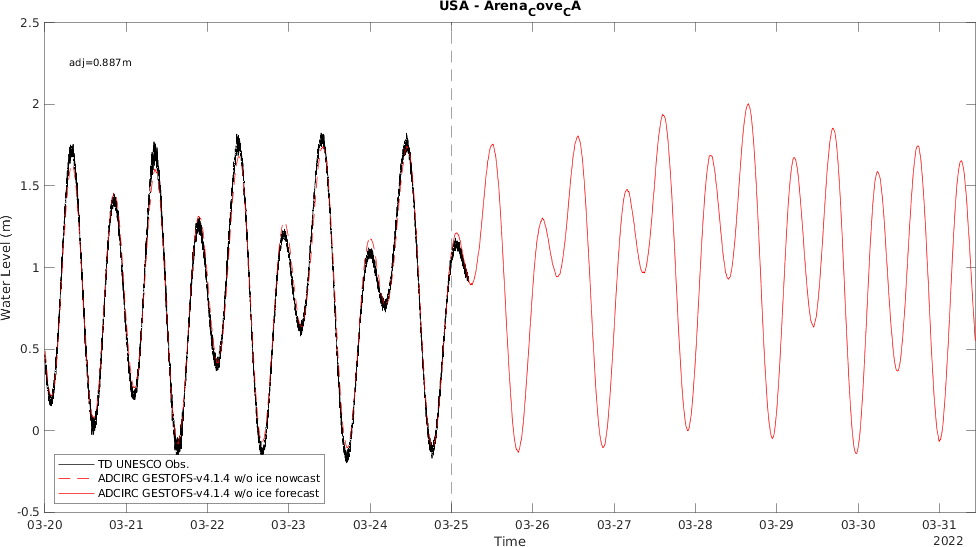 USA - ArenaCoveCA
2.5
adj=0.887m
2
1.5
1
0.5
0
-0.5
Water Level (m)
TD UNESCO Obs.
ADCIRC GESTOFS-v4.1.4 w/o ice nowcast
ADCIRC GESTOFS-v4.1.4 w/o ice forecast
03-20 03-21 03-22 03-23 03-24 03-25 03-26 03-27 03-28 03-29 03-30 03-31
Time 2022